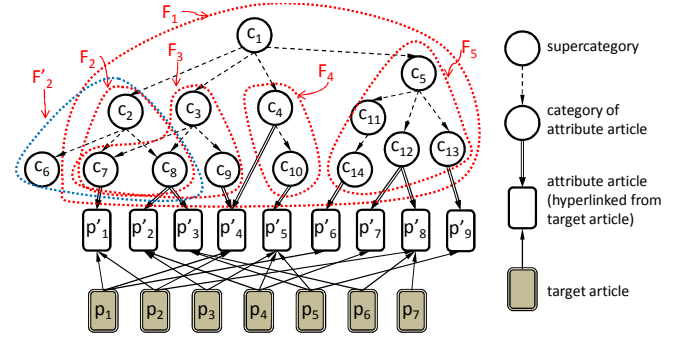 F₁
c₁
F₂
F₃
F₅
F'₂
F₄
c₅
supercategory
c₂
c₃
c₄
c₁₁
category of
attribute article
c₆
c₇
c₈
c₉
c₁₀
c₁₄
c₁₂
c₁₃
attribute article
(hyperlinked from
target article)
p'₁
p'₂
p'₃
p'₄
p'₅
p'₆
p'₇
p'₈
p'₉
p₁
p₂
p₃
p₄
p₅
p₆
p₇
target article